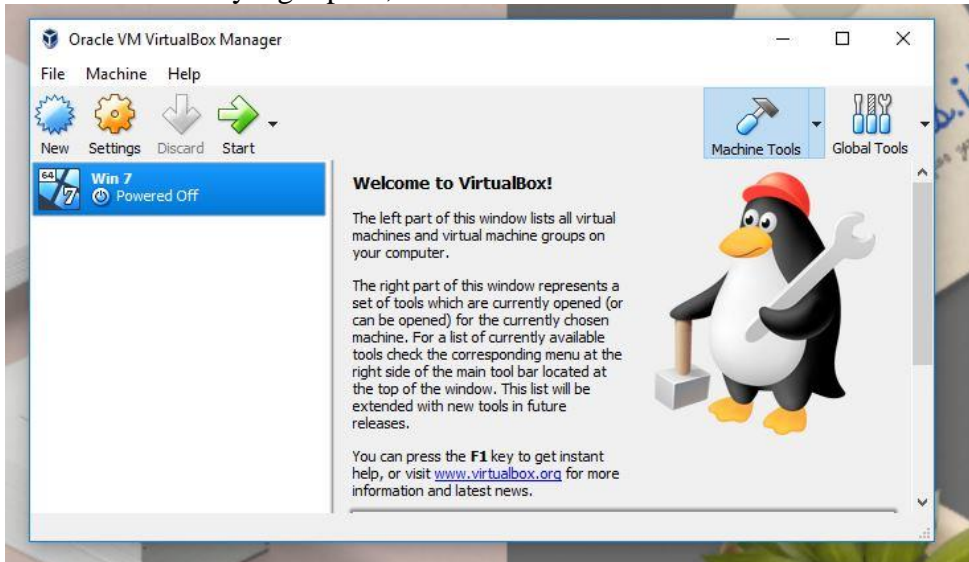 Oracle VM VirtualBox Manager
File Machine Help
New Settings Discard Start
Machine Tools Global Tools
64 7
Win 7
Powered Off
Welcome to VirtualBox!
The left part of this window lists all virtual
machines and virtual machine groups on
your computer.
The right part of this window represents a
set of tools which are currently opened (or
can be opened) for the currently chosen
machine. For a list of currently available
tools check the corresponding menu at the
right side of the main tool bar located at
the top of the window. This list will be
extended with new tools in future
releases.
You can press the F1 key to get instant
help, or visit www.virtualbox.org for more
information and latest news.